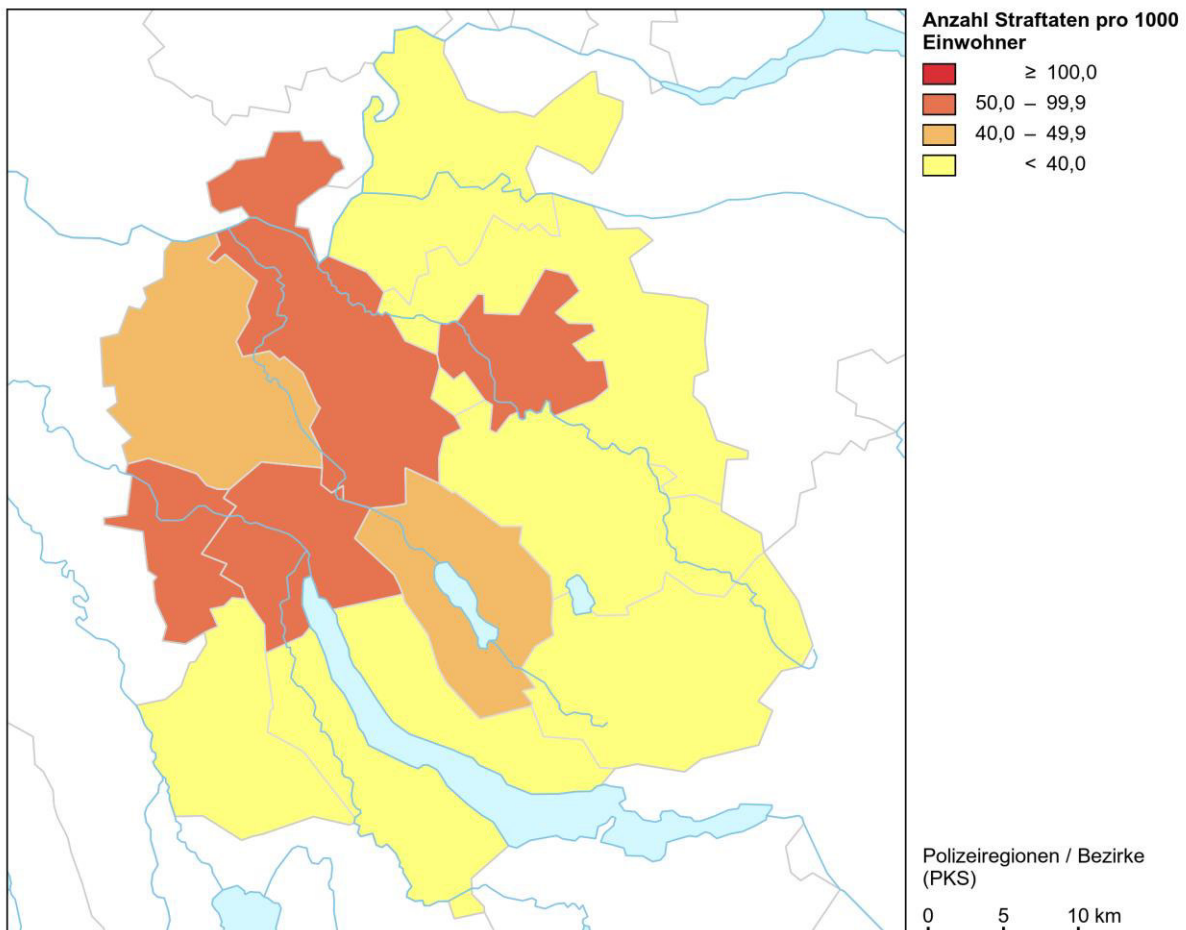 Anzahl Straftaten pro 1000
Einwohner
≥ 100,0
50,0 – 99,9
40,0 – 49,9
< 40,0
Polizeiregionen / Bezirke
(PKS)
0 5 10 km